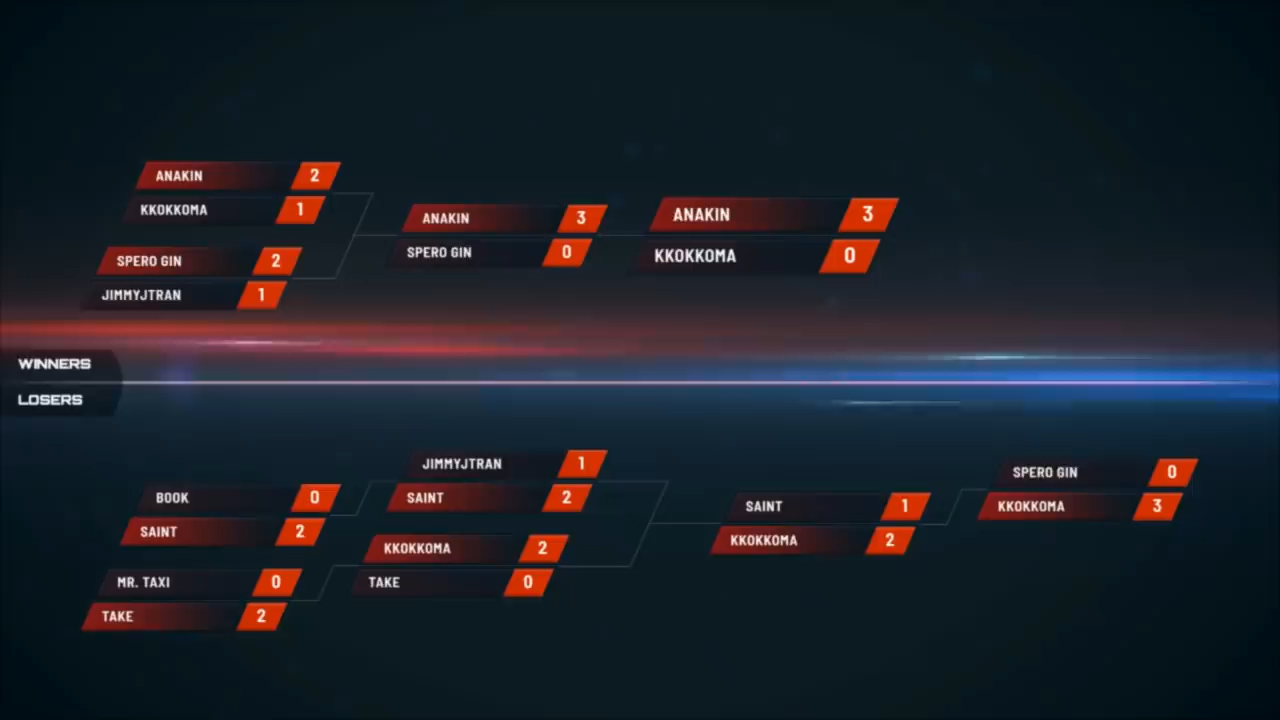 ANAKIN 2
KKOKKOMA 1
SPERO GIN 2
JIMMYJTRAN 1
ANAKIN 3
SPERO GIN 0
ANAKIN 3
KKOKKOMA 0
WINNERS
LOSERS
BOOK 0
SAINT 2
MR. TAXI 0
TAKE 2
JIMMYJTRAN 1
SAINT 2
KKOKKOMA 2
TAKE 0
SAINT 1
KKOKKOMA 2
SPERO GIN 0
KKOKKOMA 3